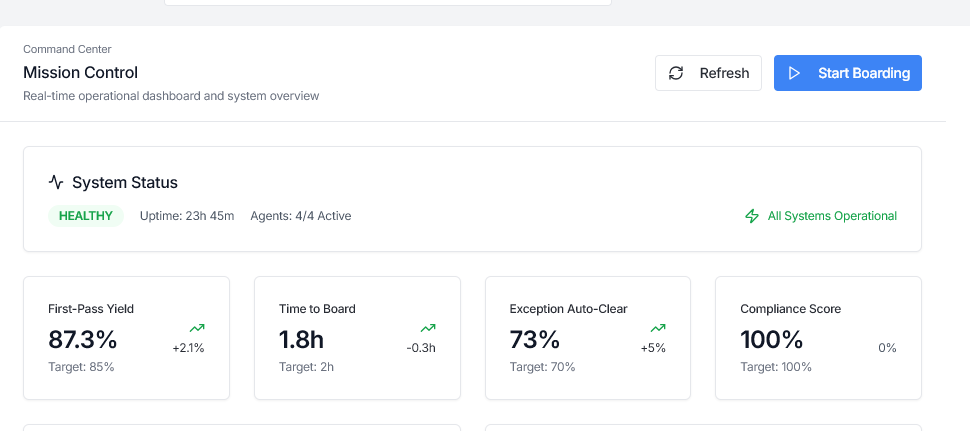 Command Center
Mission Control
Real-time operational dashboard and system overview
Refresh
Start Boarding
System Status
HEALTHY
Uptime: 23h 45m
Agents: 4/4 Active
All Systems Operational
First-Pass Yield
87.3%
+2.1%
Target: 85%
Time to Board
1.8h
-0.3h
Target: 2h
Exception Auto-Clear
73%
+5%
Target: 70%
Compliance Score
100%
0%
Target: 100%